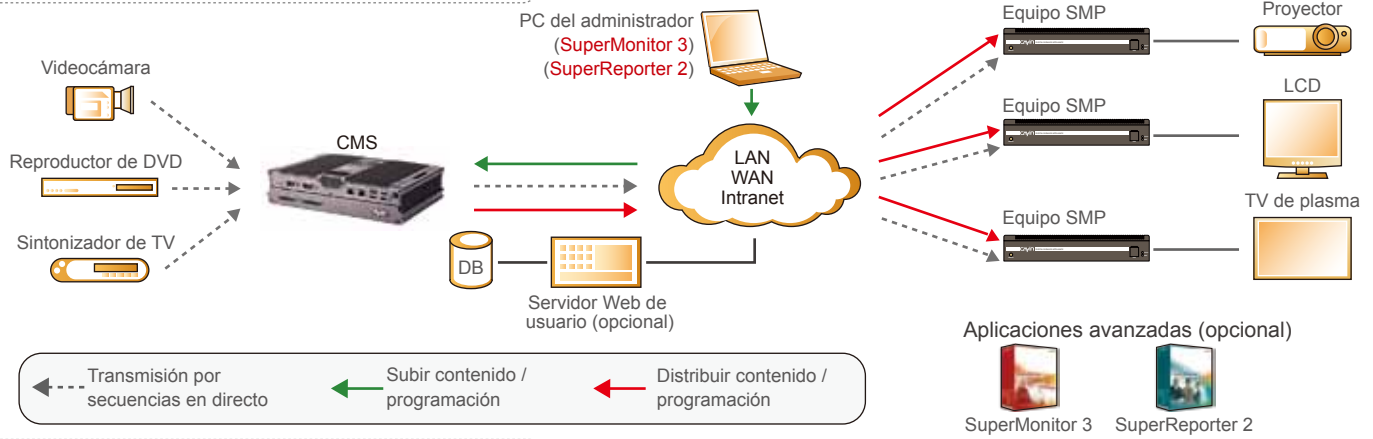 PC del administrador
(SuperMonitor 3)
(SuperReporter 2)
Equipo SMP
Proyector
Videocámara
LCD
Equipo SMP
CMS
Reproductor de DVD
LAN
WAN
Intranet
TV de plasma
Equipo SMP
Sintonizador de TV
DB
Servidor Web de
usuario (opcional)
Aplicaciones avanzadas (opcional)
Transmisión por
secuencias en directo
Subir contenido /
programación
Distribuir contenido /
programación
SuperMonitor 3
SuperReporter 2